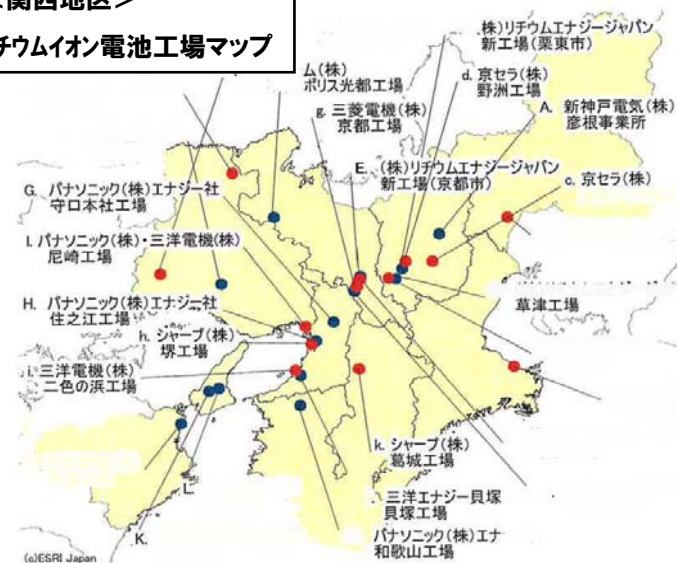 ＜関西地区＞
チウムイオン電池工場マップ
ム(株)
ポリス光都工場
g. 三菱電機(株)
京都工場
株)リチウムエナジージャパン
新工場(栗東市)
d. 京セラ(株)
野洲工場
A. 新神戸電気(株)
彦根事業所
E. (株)リチウムエナジージャパン
新工場(京都市)
c. 京セラ(株)
G. パナソニック(株)エナジー社
守口本社工場
I. パナソニック(株)・三洋電機(株)
尼崎工場
H. パナソニック(株)エナジー社
住之江工場
h. シャープ(株)
堺工場
i. 三洋電機(株)
二色の浜工場
草津工場
k. シャープ(株)
葛城工場
三洋エナジー貝塚
貝塚工場
パナソニック(株)エナ
和歌山工場
L.
K.
(c)ESRI Japan